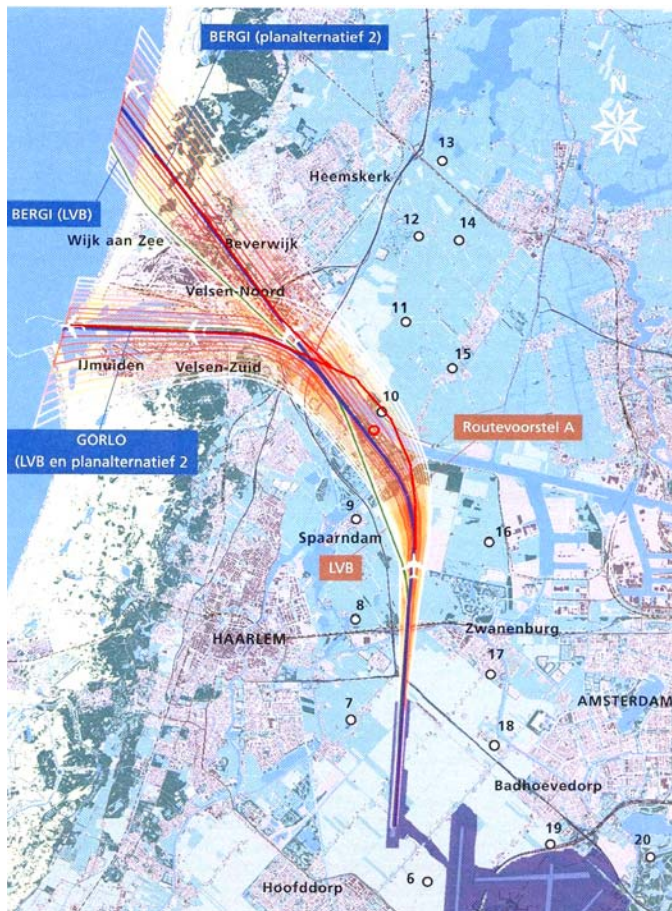 BERGI (planalternatief 2)
N
13
Heemskerk
BERGI (LVB)
12
14
Wijk aan Zee
Beverwijk
Velsen-Noord
11
IJmuiden
Velsen-Zuid
15
10
Routevoorstel A
GORLO
(LVB en planalternatief 2
9
Spaarndam
16
LVB
8
HAARLEM
Zwanenburg
17
AMSTERDAM
7
18
Badhoevedorp
19
20
6
Hoofddorp